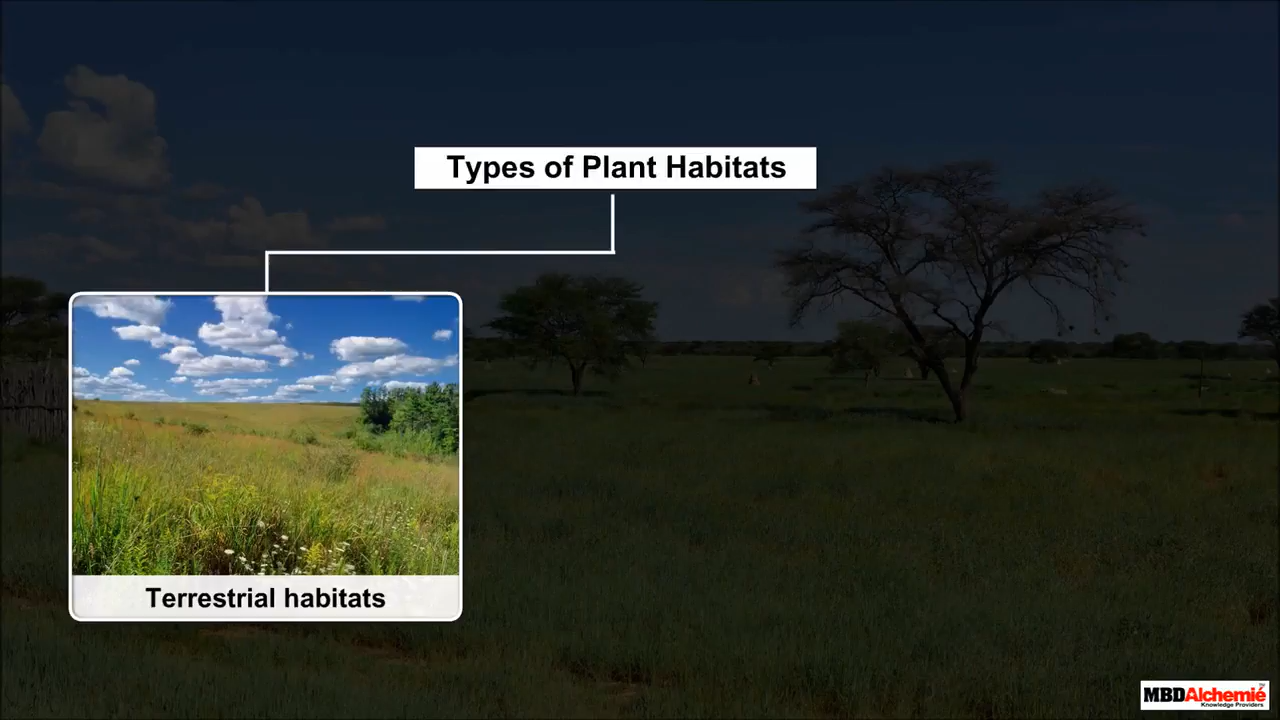 Types of Plant Habitats
Terrestrial habitats
MBDAlchemie
Knowledge Providers